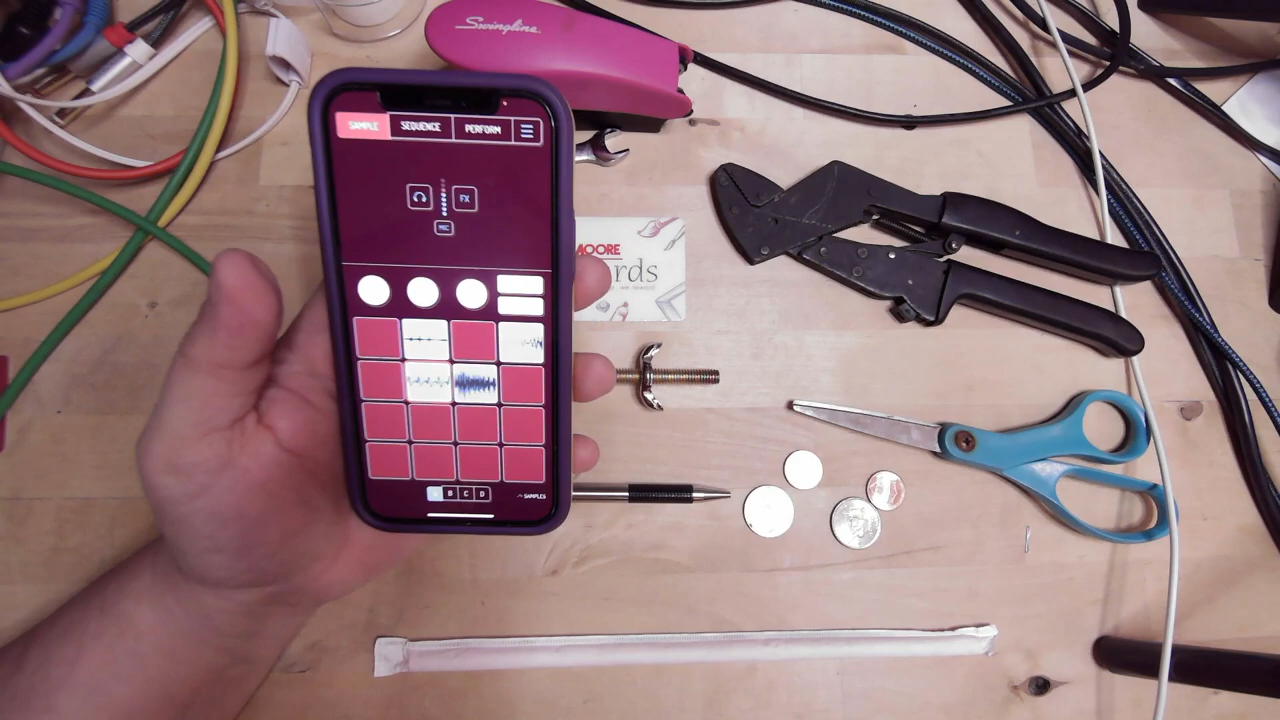 Swingline
SAMPLE SEQUENCE PERFORM
FX
MIC
MOORE
rds
B C D
SAMPLES